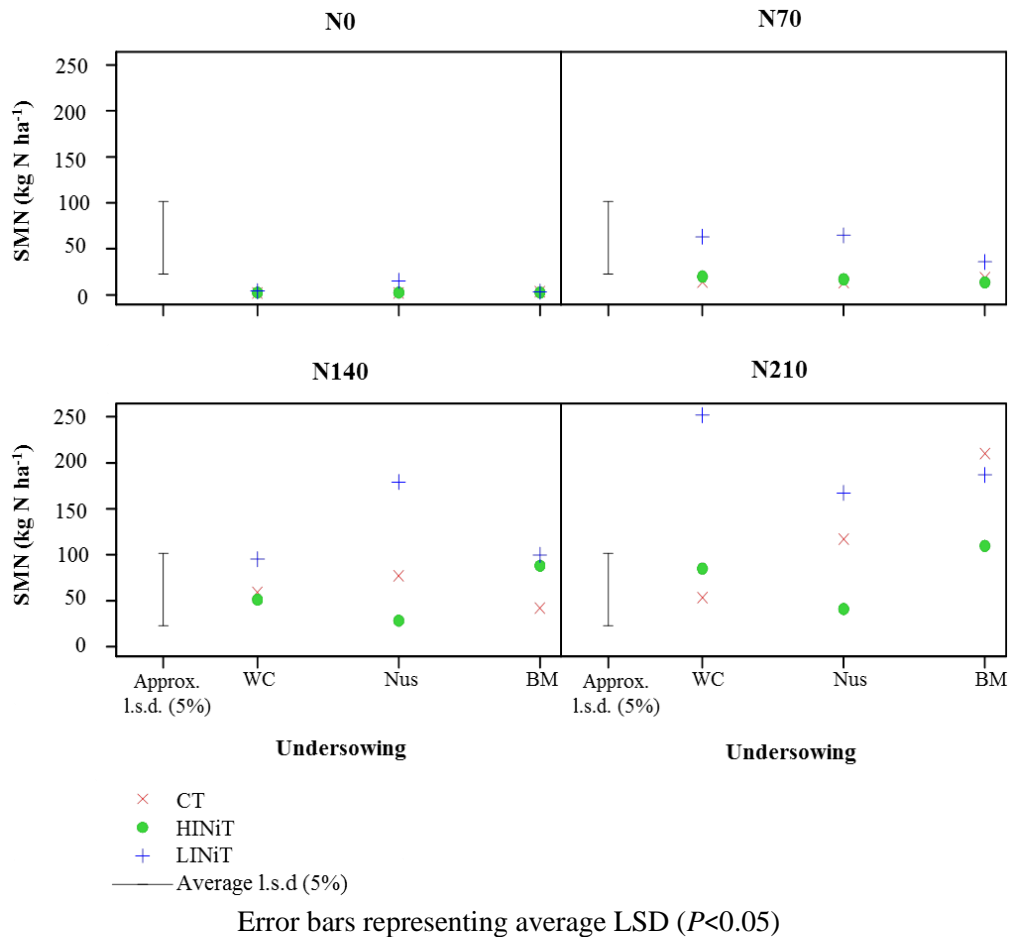 N0
N70
SMN (kg N ha⁻¹)
250
200
150
100
50
0
N140
N210
SMN (kg N ha⁻¹)
250
200
150
100
50
0
Approx. l.s.d. (5%)
WC
Nus
BM
Approx. l.s.d. (5%)
WC
Nus
BM
Undersowing
Undersowing
CT
HINiT
LINiT
Average l.s.d (5%)
Error bars representing average LSD (P<0.05)